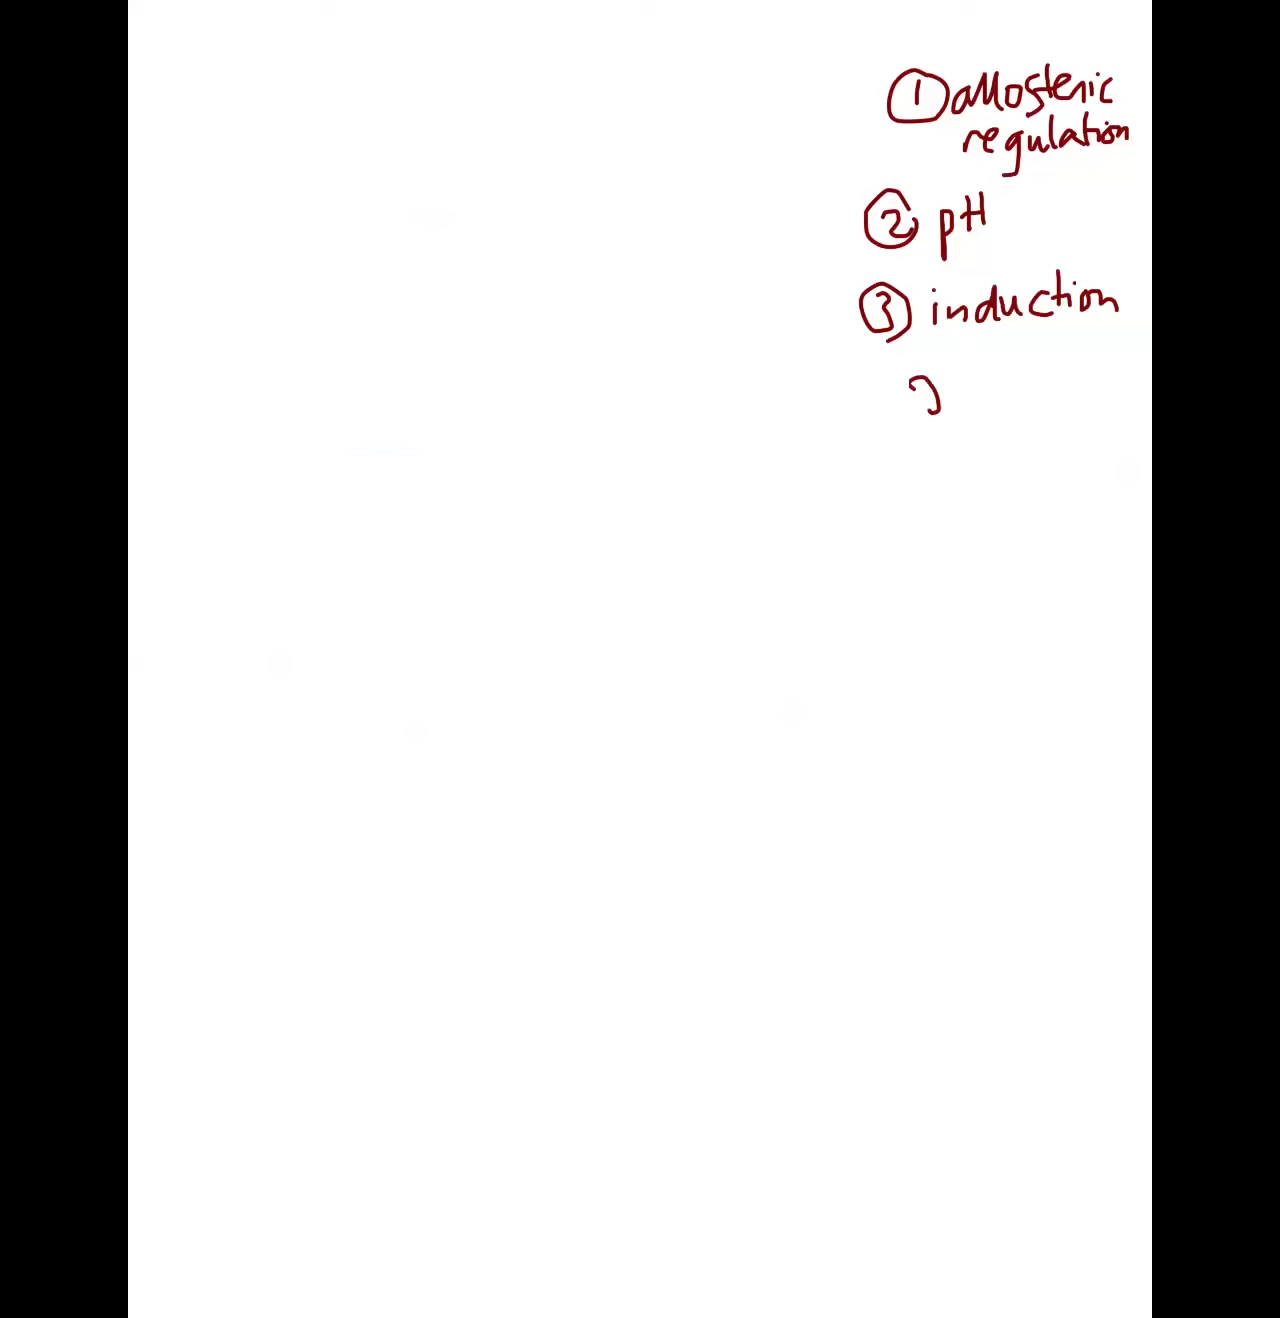 ① allosteric
regulation
② pH
③ induction